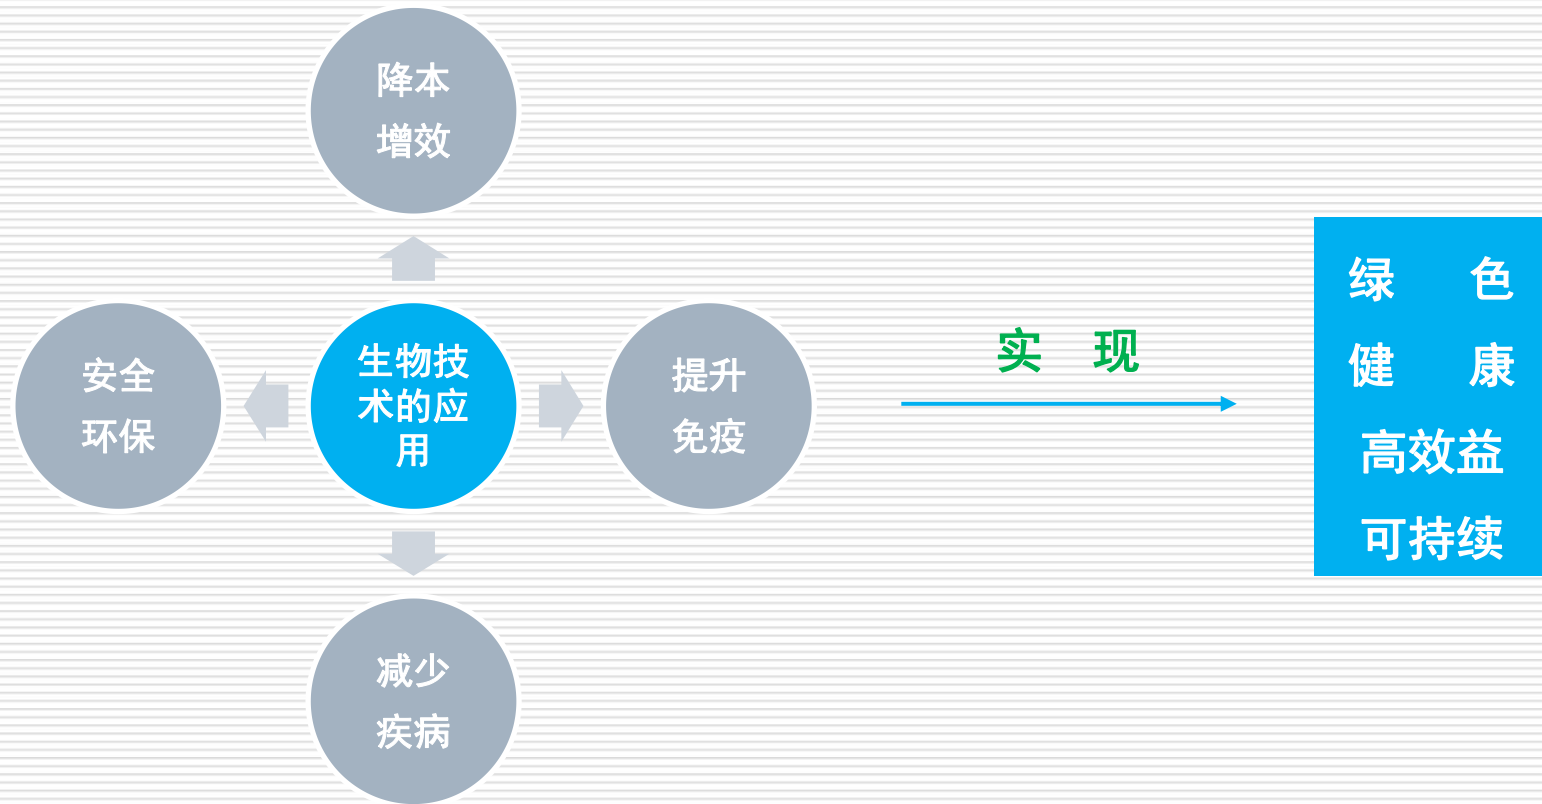 降本
增效
安全
环保
生物技
术的应
用
提升
免疫
减少
疾病
实 现
绿 色
健 康
高效益
可持续